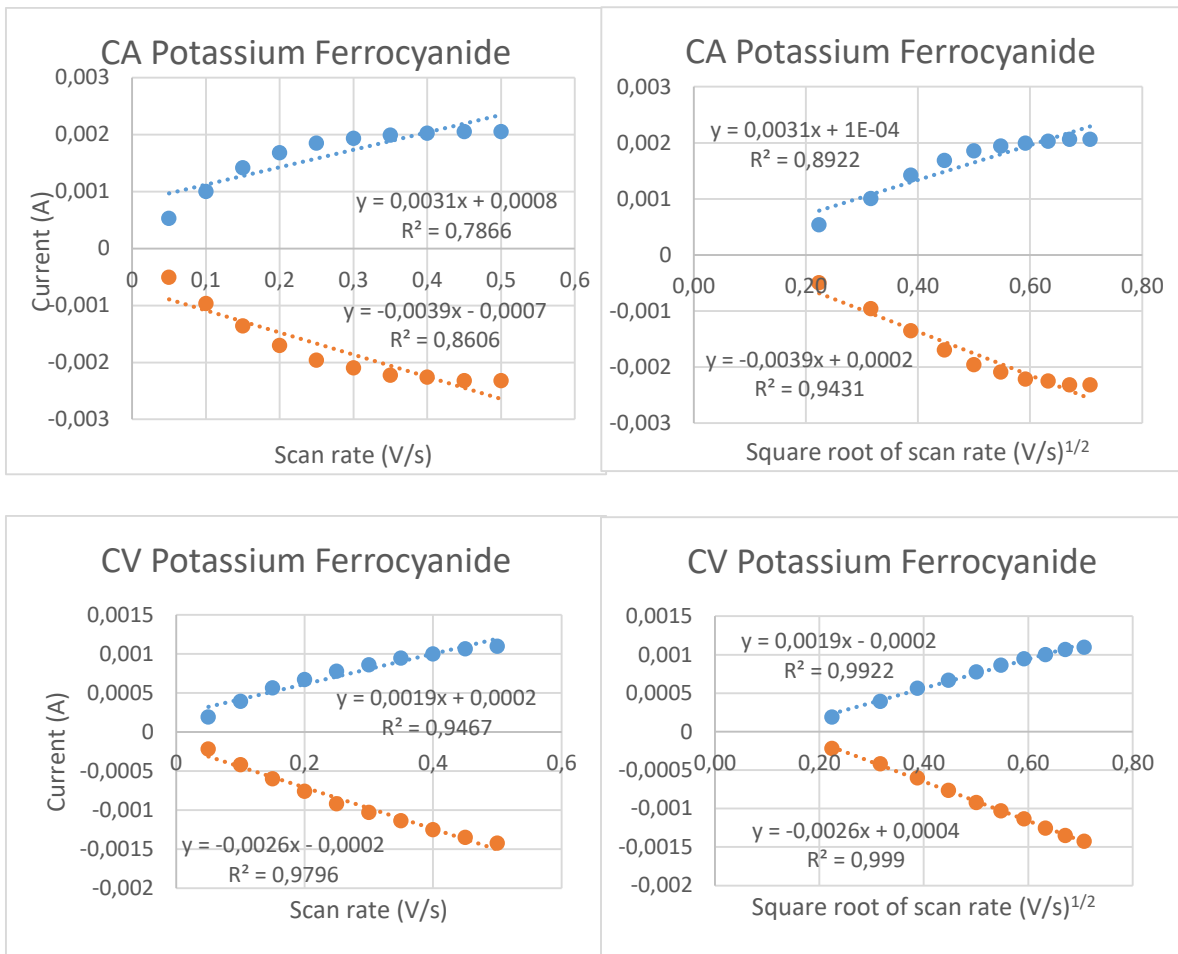 CA Potassium Ferrocyanide
0,003
0,002
0,001
0
-0,001
-0,002
-0,003
0
0,1
0,2
0,3
0,4
0,5
0,6
Current (A)
Scan rate (V/s)
y = 0,0031x + 0,0008
R² = 0,7866
y = -0,0039x - 0,0007
R² = 0,8606
CA Potassium Ferrocyanide
0,003
0,002
0,001
0
-0,001
-0,002
-0,003
0,00
0,20
0,40
0,60
0,80
Square root of scan rate (V/s)1/2
y = 0,0031x + 1E-04
R² = 0,8922
y = -0,0039x + 0,0002
R² = 0,9431
CV Potassium Ferrocyanide
0,0015
0,001
0,0005
0
-0,0005
-0,001
-0,0015
-0,002
0
0,2
0,4
0,6
Current (A)
Scan rate (V/s)
y = 0,0019x + 0,0002
R² = 0,9467
y = -0,0026x - 0,0002
R² = 0,9796
CV Potassium Ferrocyanide
0,0015
0,001
0,0005
0
-0,0005
-0,001
-0,0015
-0,002
0,00
0,20
0,40
0,60
0,80
Square root of scan rate (V/s)1/2
y = 0,0019x - 0,0002
R² = 0,9922
y = -0,0026x + 0,0004
R² = 0,999